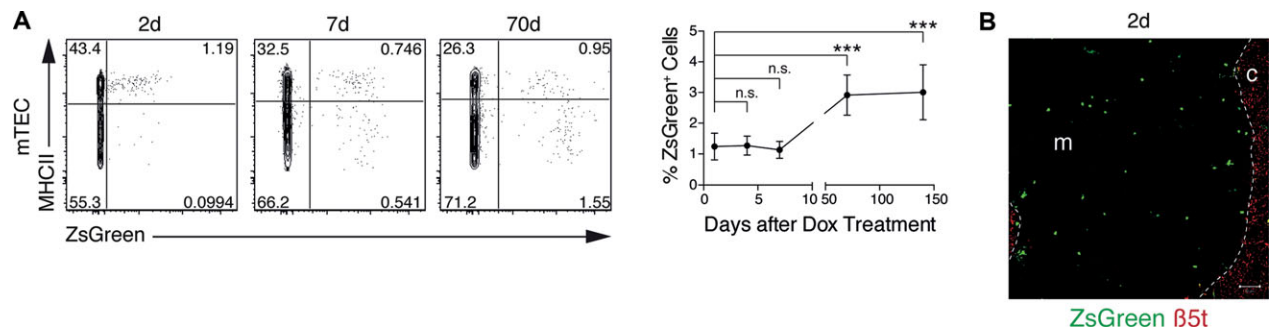 A
2d
7d
70d
mTEC
MHCII
43.4
1.19
55.3
0.0994
32.5
0.746
66.2
0.541
26.3
0.95
71.2
1.55
ZsGreen
% ZsGreen+ Cells
5
4
3
2
1
0
n.s.
n.s.
***
***
0
5
10
50
100
150
Days after Dox Treatment
B
2d
m
c
ZsGreen ß5t